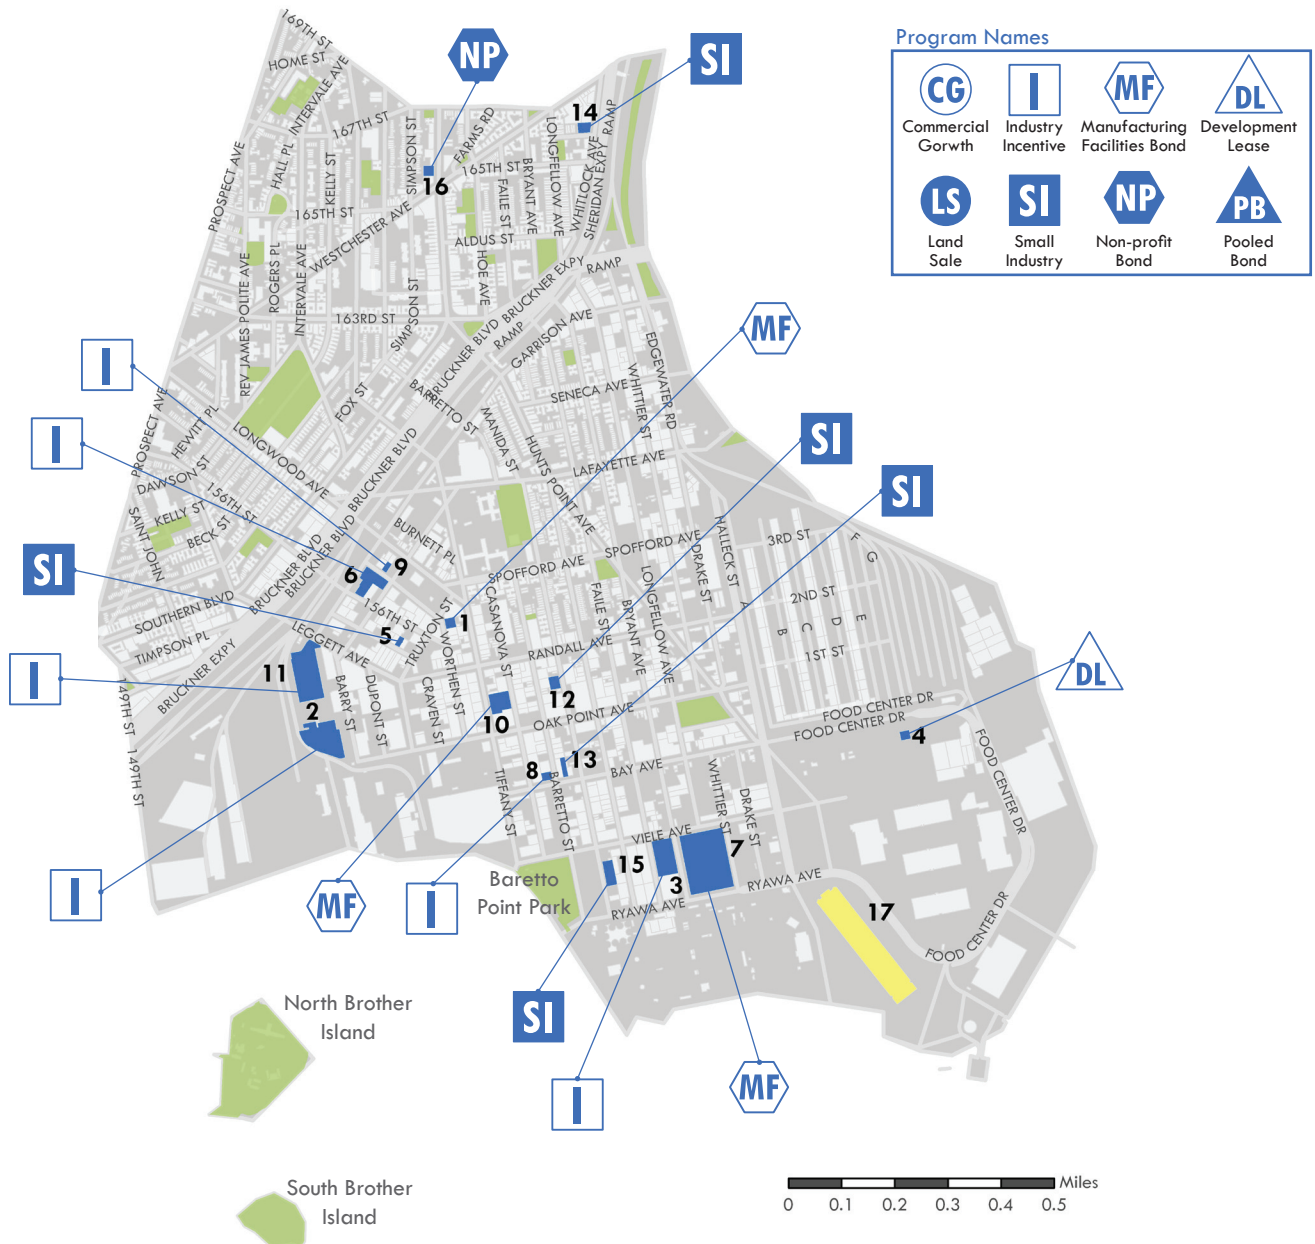 Program Names
CG
I
MF
DL
Commercial
Gorwth
Industry
Incentive
Manufacturing
Facilities Bond
Development
Lease
LS
SI
NP
PB
Land
Sale
Small
Industry
Non-profit
Bond
Pooled
Bond
169TH ST
HOME ST
INTERVALE AVE
167TH ST
NP
SI
14
PROSPECT AVE
HALL PL
KELLY ST
SIMPSON ST
FARMS RD
16
165TH ST
LONGFELLOW AVE
BRYANT AVE
FAILE ST
WHITLOCK AVE
SHERIDAN EXPY
RAMP
165TH ST
WESTCHESTER AVE
ALDUS ST
HOE AVE
REV JAMES POLITE AVE
ROGERS PL
INTERVALE AVE
SIMPSON ST
163RD ST
BRUCKNER EXPY
RAMP
BRUCKNER BLVD
RAMP
GARRISON AVE
MF
I
EDGEWATER RD
WHITTIER ST
SENECA AVE
PROSPECT AVE
HEWITT PL
LONGWOOD AVE
FOX ST
BARRETTO ST
MANIDA ST
HUNTS POINT AVE
LAFAYETTE AVE
SI
I
DAWSON ST
156TH ST
KELLY ST
BECK ST
SAINT JOHN
BRUCKNER BLVD
BRUCKNER BLVD
BURNETT PL
SI
SPOFFORD AVE
SPOFFORD AVE
HALLECK ST
DRAKE ST
3RD ST
F
G
SI
6
9
BRUCKNER BLVD
BRUCKNER BLVD
SOUTHERN BLVD
TIMPSON PL
BRUCKNER EXPY
156TH ST
5
LEGGETT AVE
TRUXTON ST
1
CASANOVA ST
WORTHEN ST
RANDALL AVE
FAILE ST
BRYANT AVE
LONGFELLOW AVE
A
B
C
D
E
2ND ST
1ST ST
DL
I
11
2
149TH ST
149TH ST
BARRY ST
DUPONT ST
CRAVEN ST
10
12
OAK POINT AVE
FOOD CENTER DR
FOOD CENTER DR
4
FOOD CENTER DR
8
13
BAY AVE
TIFFANY ST
BARRETTO ST
WHITTIER ST
DRAKE ST
VIELE AVE
7
15
3
RYAWA AVE
RYAWA AVE
17
FOOD CENTER DR
Baretto
Point Park
I
MF
I
SI
I
MF
North Brother
Island
South Brother
Island
Miles
0
0.1
0.2
0.3
0.4
0.5